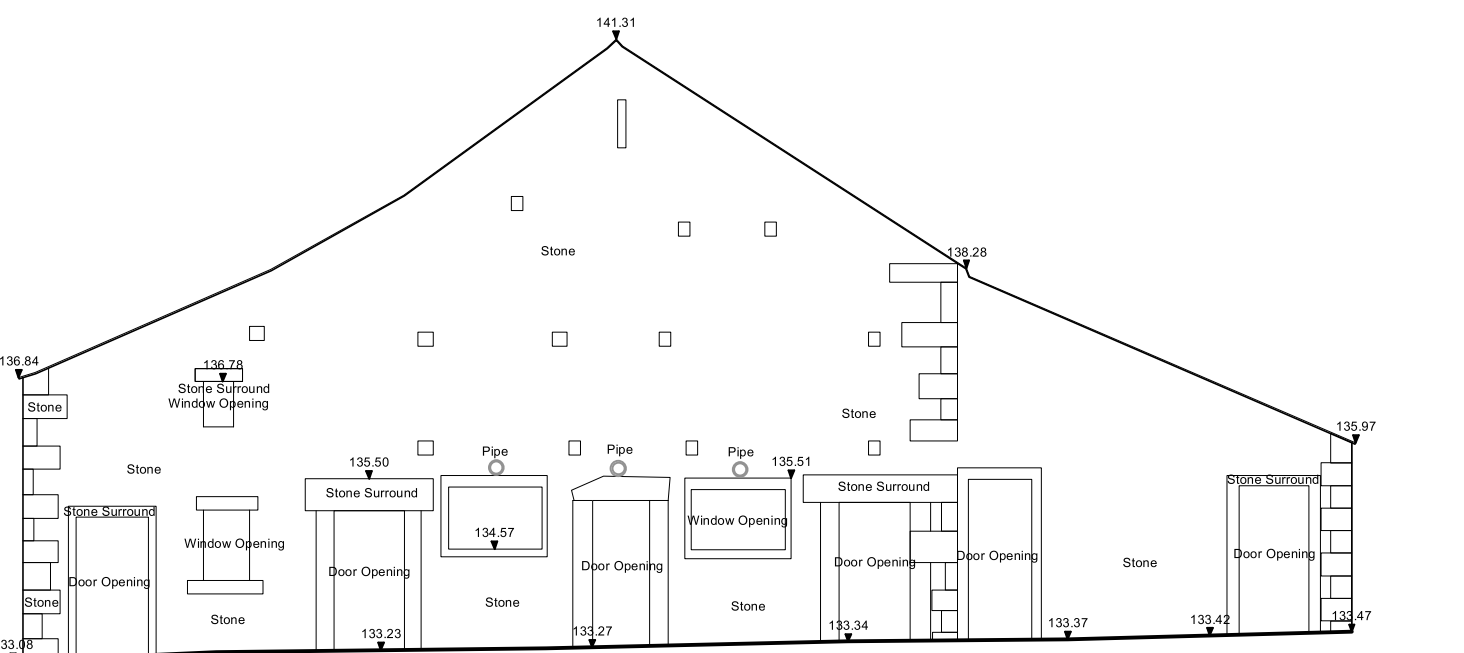 141.31
Stone
138.28
136.84
136.78
Stone Surround
Window Opening
Stone
Stone
135.97
Pipe
Pipe
Pipe
135.50
135.51
Stone
Stone Surround
Stone Surround
Stone Surround
Stone Surround
134.57
Window Opening
Window Opening
Door Opening
Door Opening
Door Opening
Door Opening
Door Opening
Door Opening
Stone
Stone
Stone
Stone
Stone
133.47
133.42
133.37
133.34
133.27
133.23
33.08